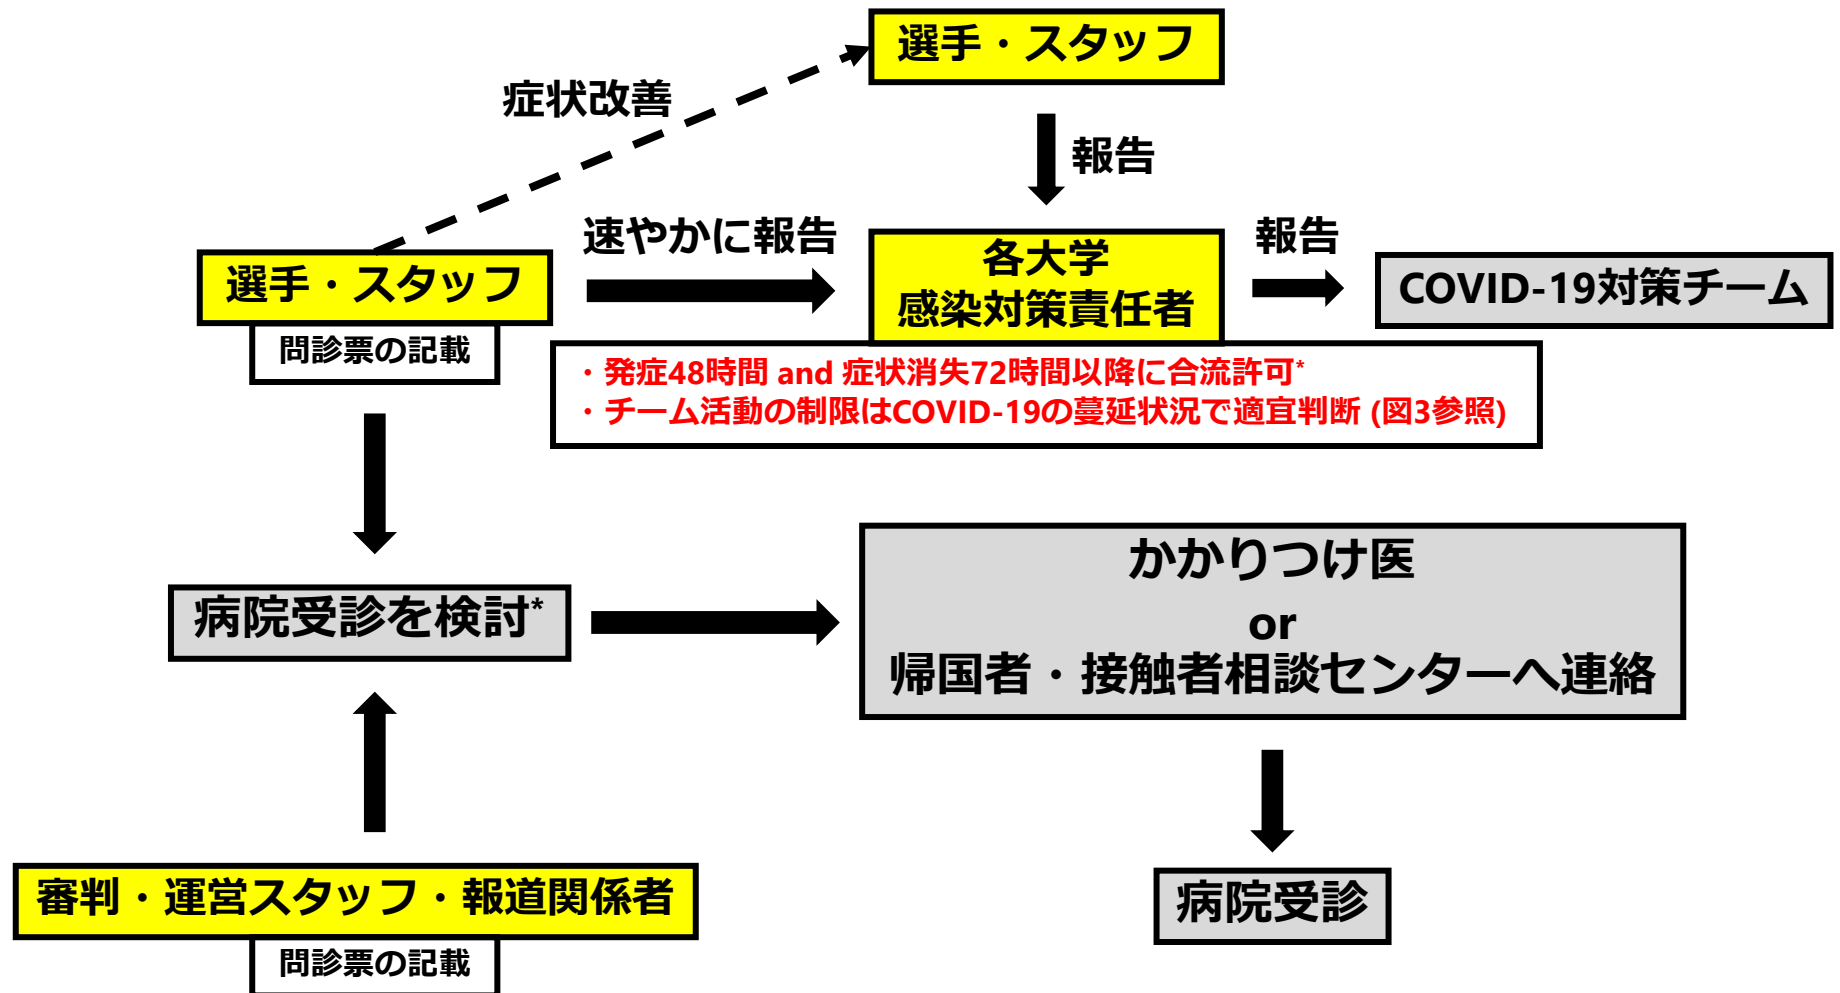 選手・スタッフ
症状改善
報告
速やかに報告
報告
選手・スタッフ
問診票の記載
各大学
感染対策責任者
COVID-19対策チーム
・発症48時間 and 症状消失72時間以降に合流許可*
・チーム活動の制限はCOVID-19の蔓延状況で適宜判断 (図3参照)
病院受診を検討*
かかりつけ医
or
帰国者・接触者相談センターへ連絡
審判・運営スタッフ・報道関係者
問診票の記載
病院受診